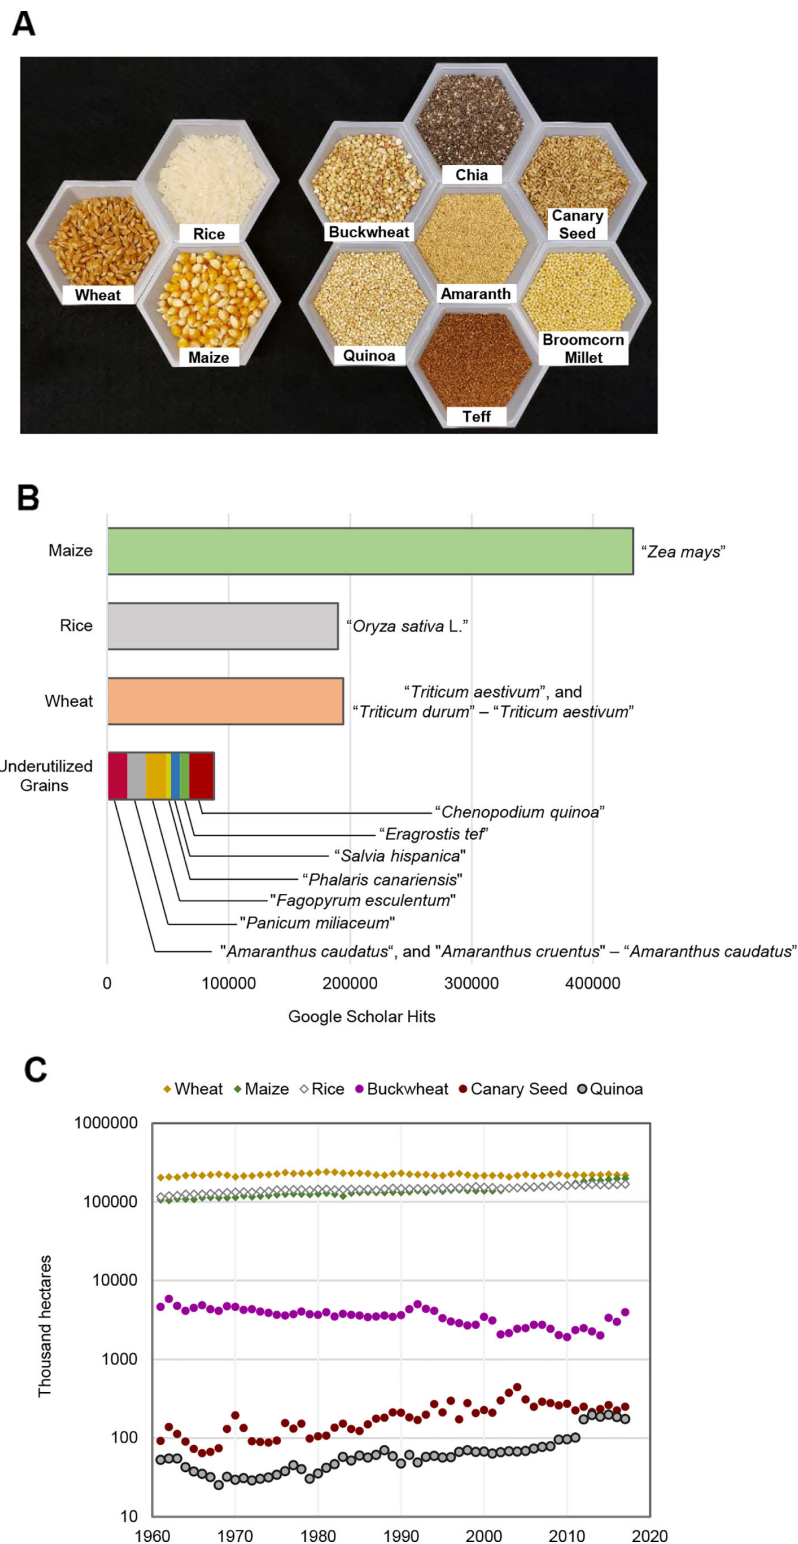 A
Chia
Rice
Buckwheat
Canary
Seed
Wheat
Amaranth
Maize
Quinoa
Broomcorn
Millet
Teff
B
Maize
“Zea mays”
Rice
“Oryza sativa L.”
Wheat
“Triticum aestivum”, and
“Triticum durum” – “Triticum aestivum”
Underutilized
Grains
“Chenopodium quinoa”
“Eragrostis tef”
“Salvia hispanica"
“Phalaris canariensis"
"Fagopyrum esculentum"
"Panicum miliaceum"
"Amaranthus caudatus“, and "Amaranthus cruentus" – “Amaranthus caudatus”
0 100000 200000 300000 400000
Google Scholar Hits
C
Wheat Maize Rice Buckwheat Canary Seed Quinoa
1000000
100000
10000
1000
100
10
Thousand hectares
1960 1970 1980 1990 2000 2010 2020